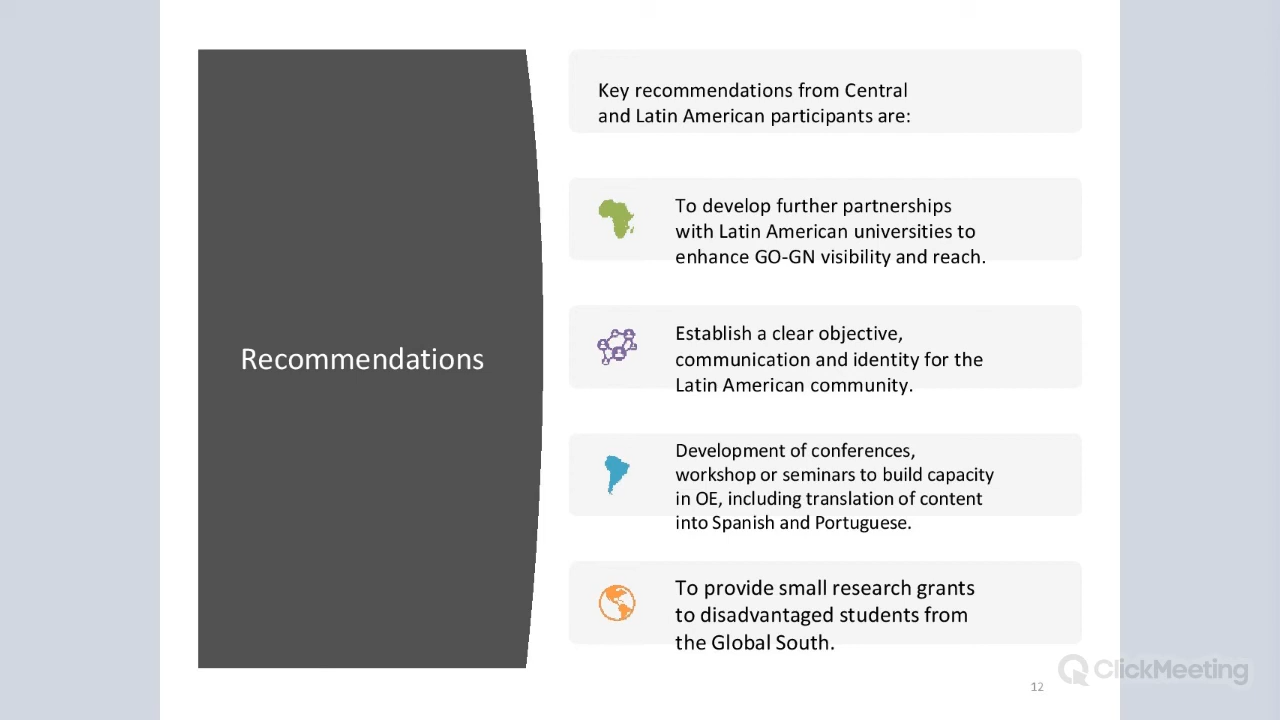 Recommendations
Key recommendations from Central
and Latin American participants are:
To develop further partnerships
with Latin American universities to
enhance GO-GN visibility and reach.
Establish a clear objective,
communication and identity for the
Latin American community.
Development of conferences,
workshop or seminars to build capacity
in OE, including translation of content
into Spanish and Portuguese.
To provide small research grants
to disadvantaged students from
the Global South.
12
ClickMeeting